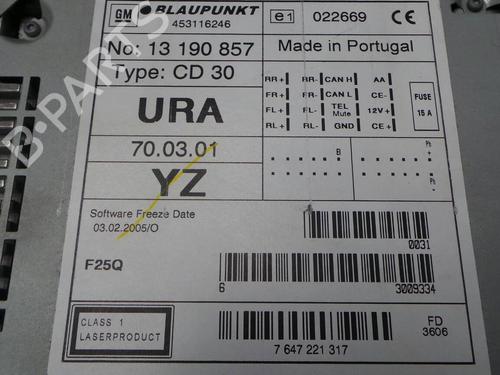 GM BLAUPUNKT
453116246
e1 022669 CE
No: 13 190 857
Made in Portugal
Type: CD 30
RR+ RR- CAN H AA
FR+ FR- CAN L CE-
FL+ FL- TEL Mute 12V+
RL+ RL- GND CE+
FUSE
15 A
URA
70.03.01
B
YZ
Software Freeze Date
03.02.2005/O
0031
F25Q
6 3009334
CLASS 1
LASERPRODUCT
7 647 221 317
FD
3606
B-PARTS